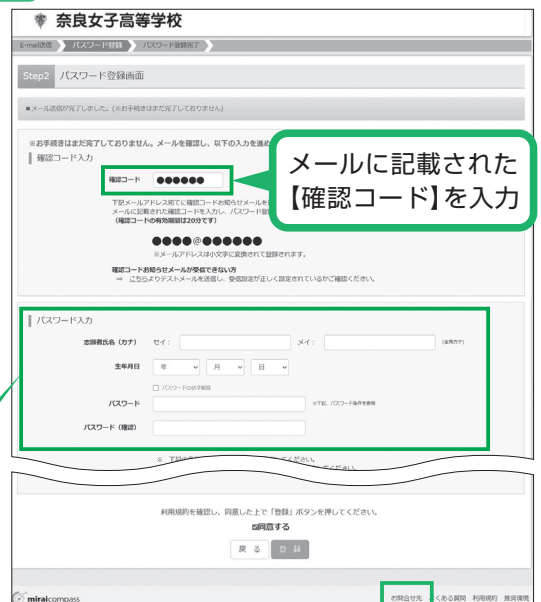 奈良女子高等学校
E-mail送信 パスワード登録 パスワード登録完了
Step2 パスワード登録画面
■メール送信が完了しました。(※お手続きはまだ完了しておりません)
※お手続きはまだ完了しておりません。メールを確認し、以下の入力を進め
確認コード入力
確認コード ●●●●●●
メールに記載された
【確認コード】を入力
下記メールアドレス宛てに確認コードお知らせメールを
メールに記載された確認コードを入力し、パスワード登
(確認コードの有効期限は20分です)
●●●●@●●●●●●
※メールアドレスは小文字に変換されて登録されます。
確認コードお知らせメールが受信できない方
⇒ こちらよりテストメールを送信し、受信設定が正しく設定されているかご確認ください。
パスワード入力
志願者氏名(カナ) セイ: メイ: (全角カナ)
生年月日 年 月 日
パスワードの伏字解除
パスワード ※下記、パスワード条件を参照
パスワード(確認)
※ 下記の
ください。
利用規約を確認し、同意した上で「登録」ボタンを押してください。
☑同意する
戻る 登録
miraicompass お問合せ先 よくある質問 利用規約 推奨環境